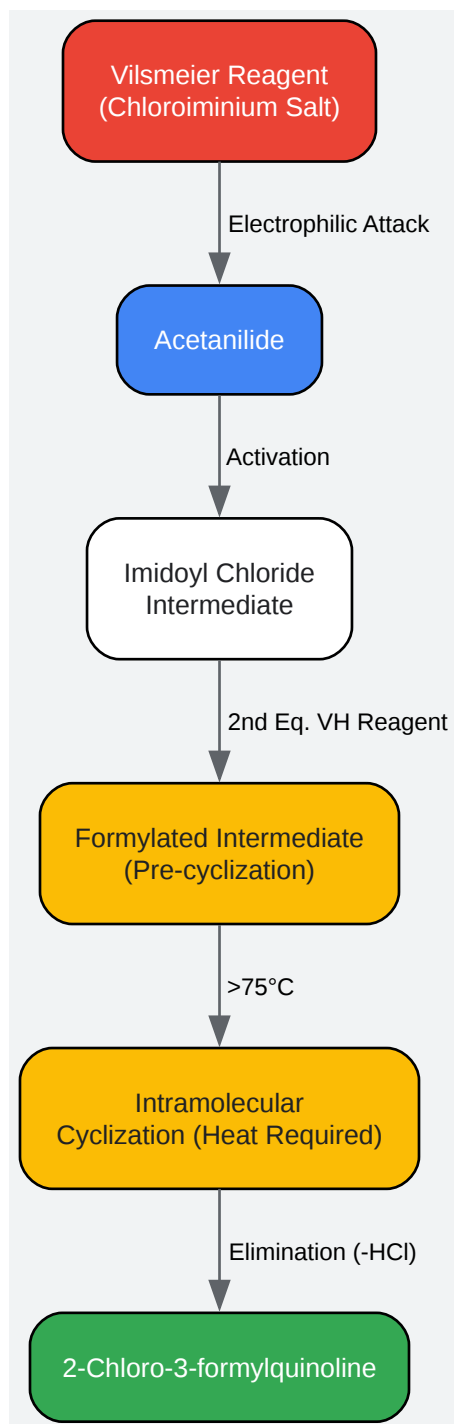 Vilsmeier Reagent
(Chloroiminium Salt)
Electrophilic Attack
Acetanilide
Activation
Imidoyl Chloride
Intermediate
2nd Eq. VH Reagent
Formylated Intermediate
(Pre-cyclization)
>75°C
Intramolecular
Cyclization (Heat Required)
Elimination (-HCl)
2-Chloro-3-formylquinoline